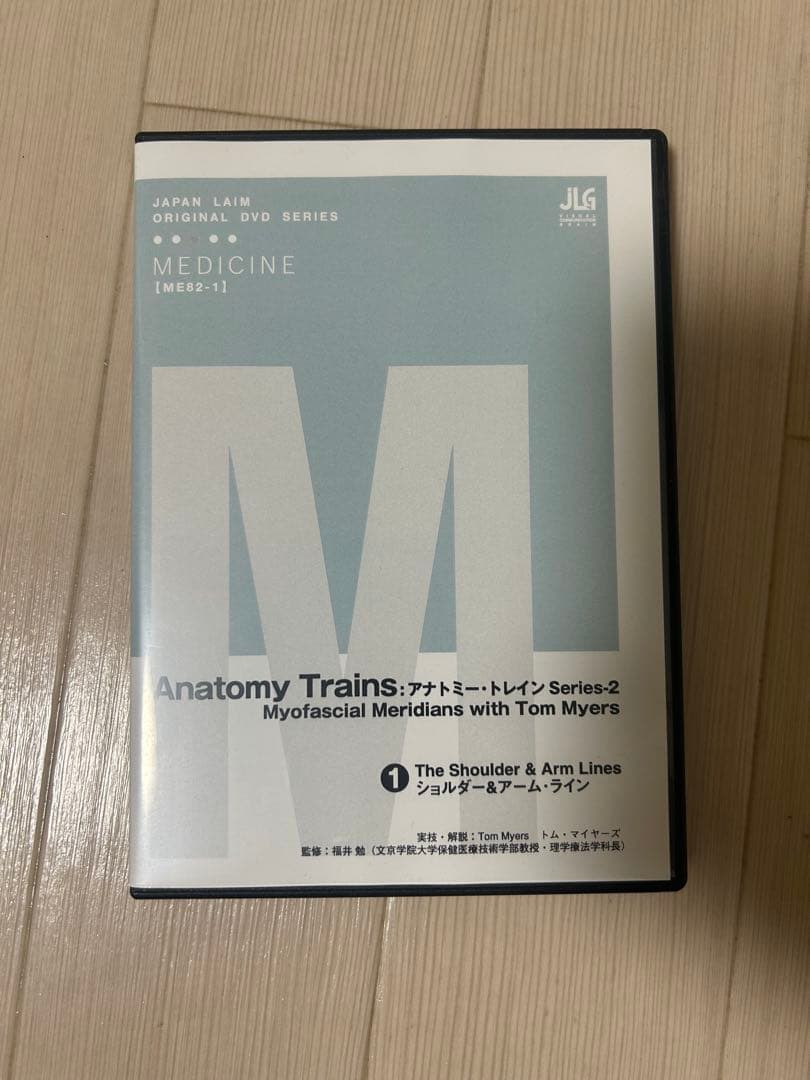 JAPAN LAIM
ORIGINAL DVD SERIES
MEDICINE
【ME82-1】
JLG
VISUAL
COMMUNICATION
BRAIN
M
Anatomy Trains:アナトミー・トレイン Series-2
Myofascial Meridians with Tom Myers
❶ The Shoulder & Arm Lines
ショルダー&アーム・ライン
実技・解説:Tom Myers トム・マイヤーズ
監修:福井 勉(文京学院大学保健医療技術学部教授・理学療法学科長)